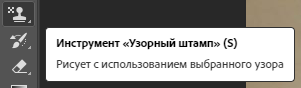 Инструмент «Узорный штамп» (S)
Рисует с использованием выбранного узора